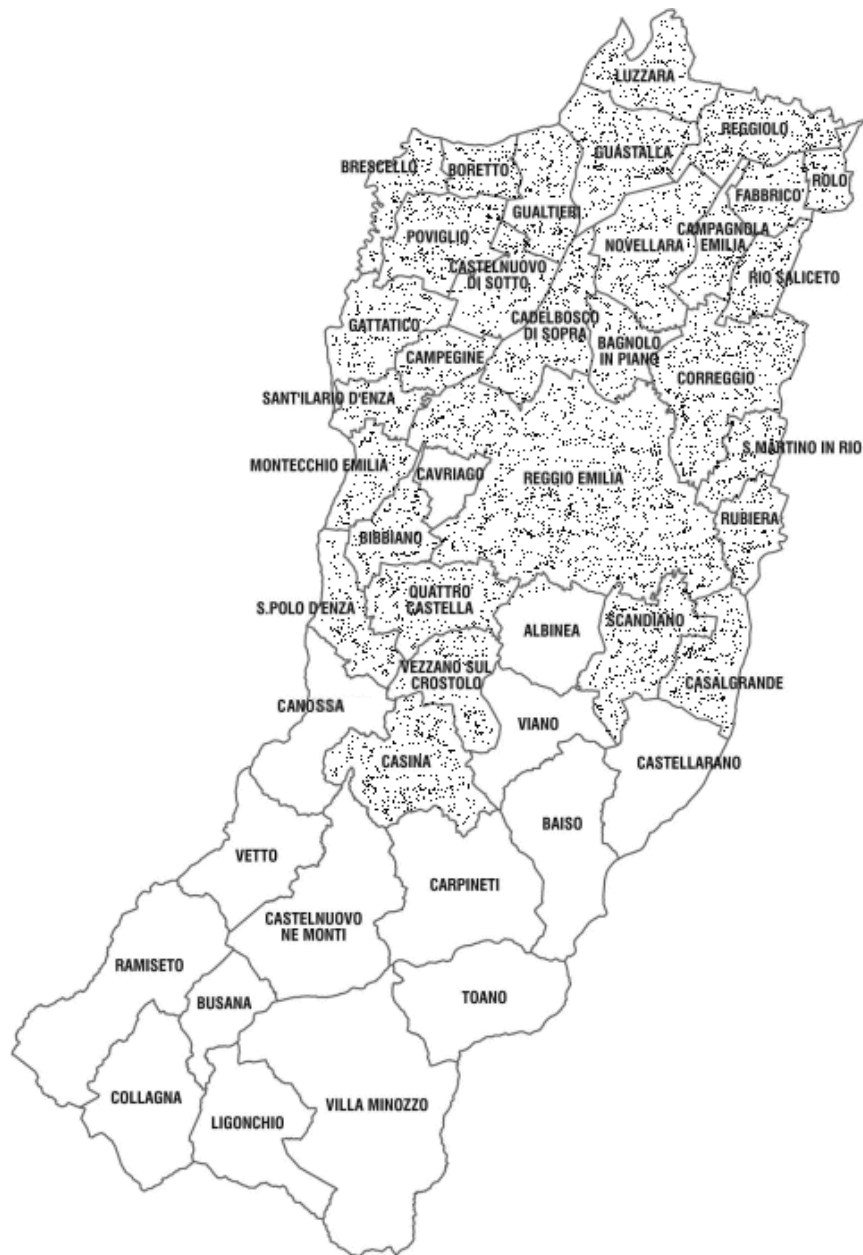 LUZZARA
REGGIOLO
GUASTALLA
BRESCELLO
BORETTO
ROLO
FABBRICO
GUALTIERI
POVIGLIO
NOVELLARA
CAMPAGNOLA
EMILIA
CASTELNUOVO
DI SOTTO
RIO SALICETO
GATTATICO
CADELBOSCO
DI SOPRA
BAGNOLO
IN PIANO
CAMPEGINE
CORREGGIO
SANT'ILARIO D'ENZA
S.MARTINO IN RIO
MONTECCHIO EMILIA
CAVRIAGO
REGGIO EMILIA
RUBIERA
BIBBIANO
S.POLO D'ENZA
QUATTRO
CASTELLA
ALBINEA
SCANDIANO
VEZZANO SUL
CROSTOLO
CASALGRANDE
CANOSSA
VIANO
CASINA
CASTELLARANO
BAISO
VETTO
CARPINETI
CASTELNUOVO
NE MONTI
RAMISETO
BUSANA
TOANO
COLLAGNA
LIGONCHIO
VILLA MINOZZO